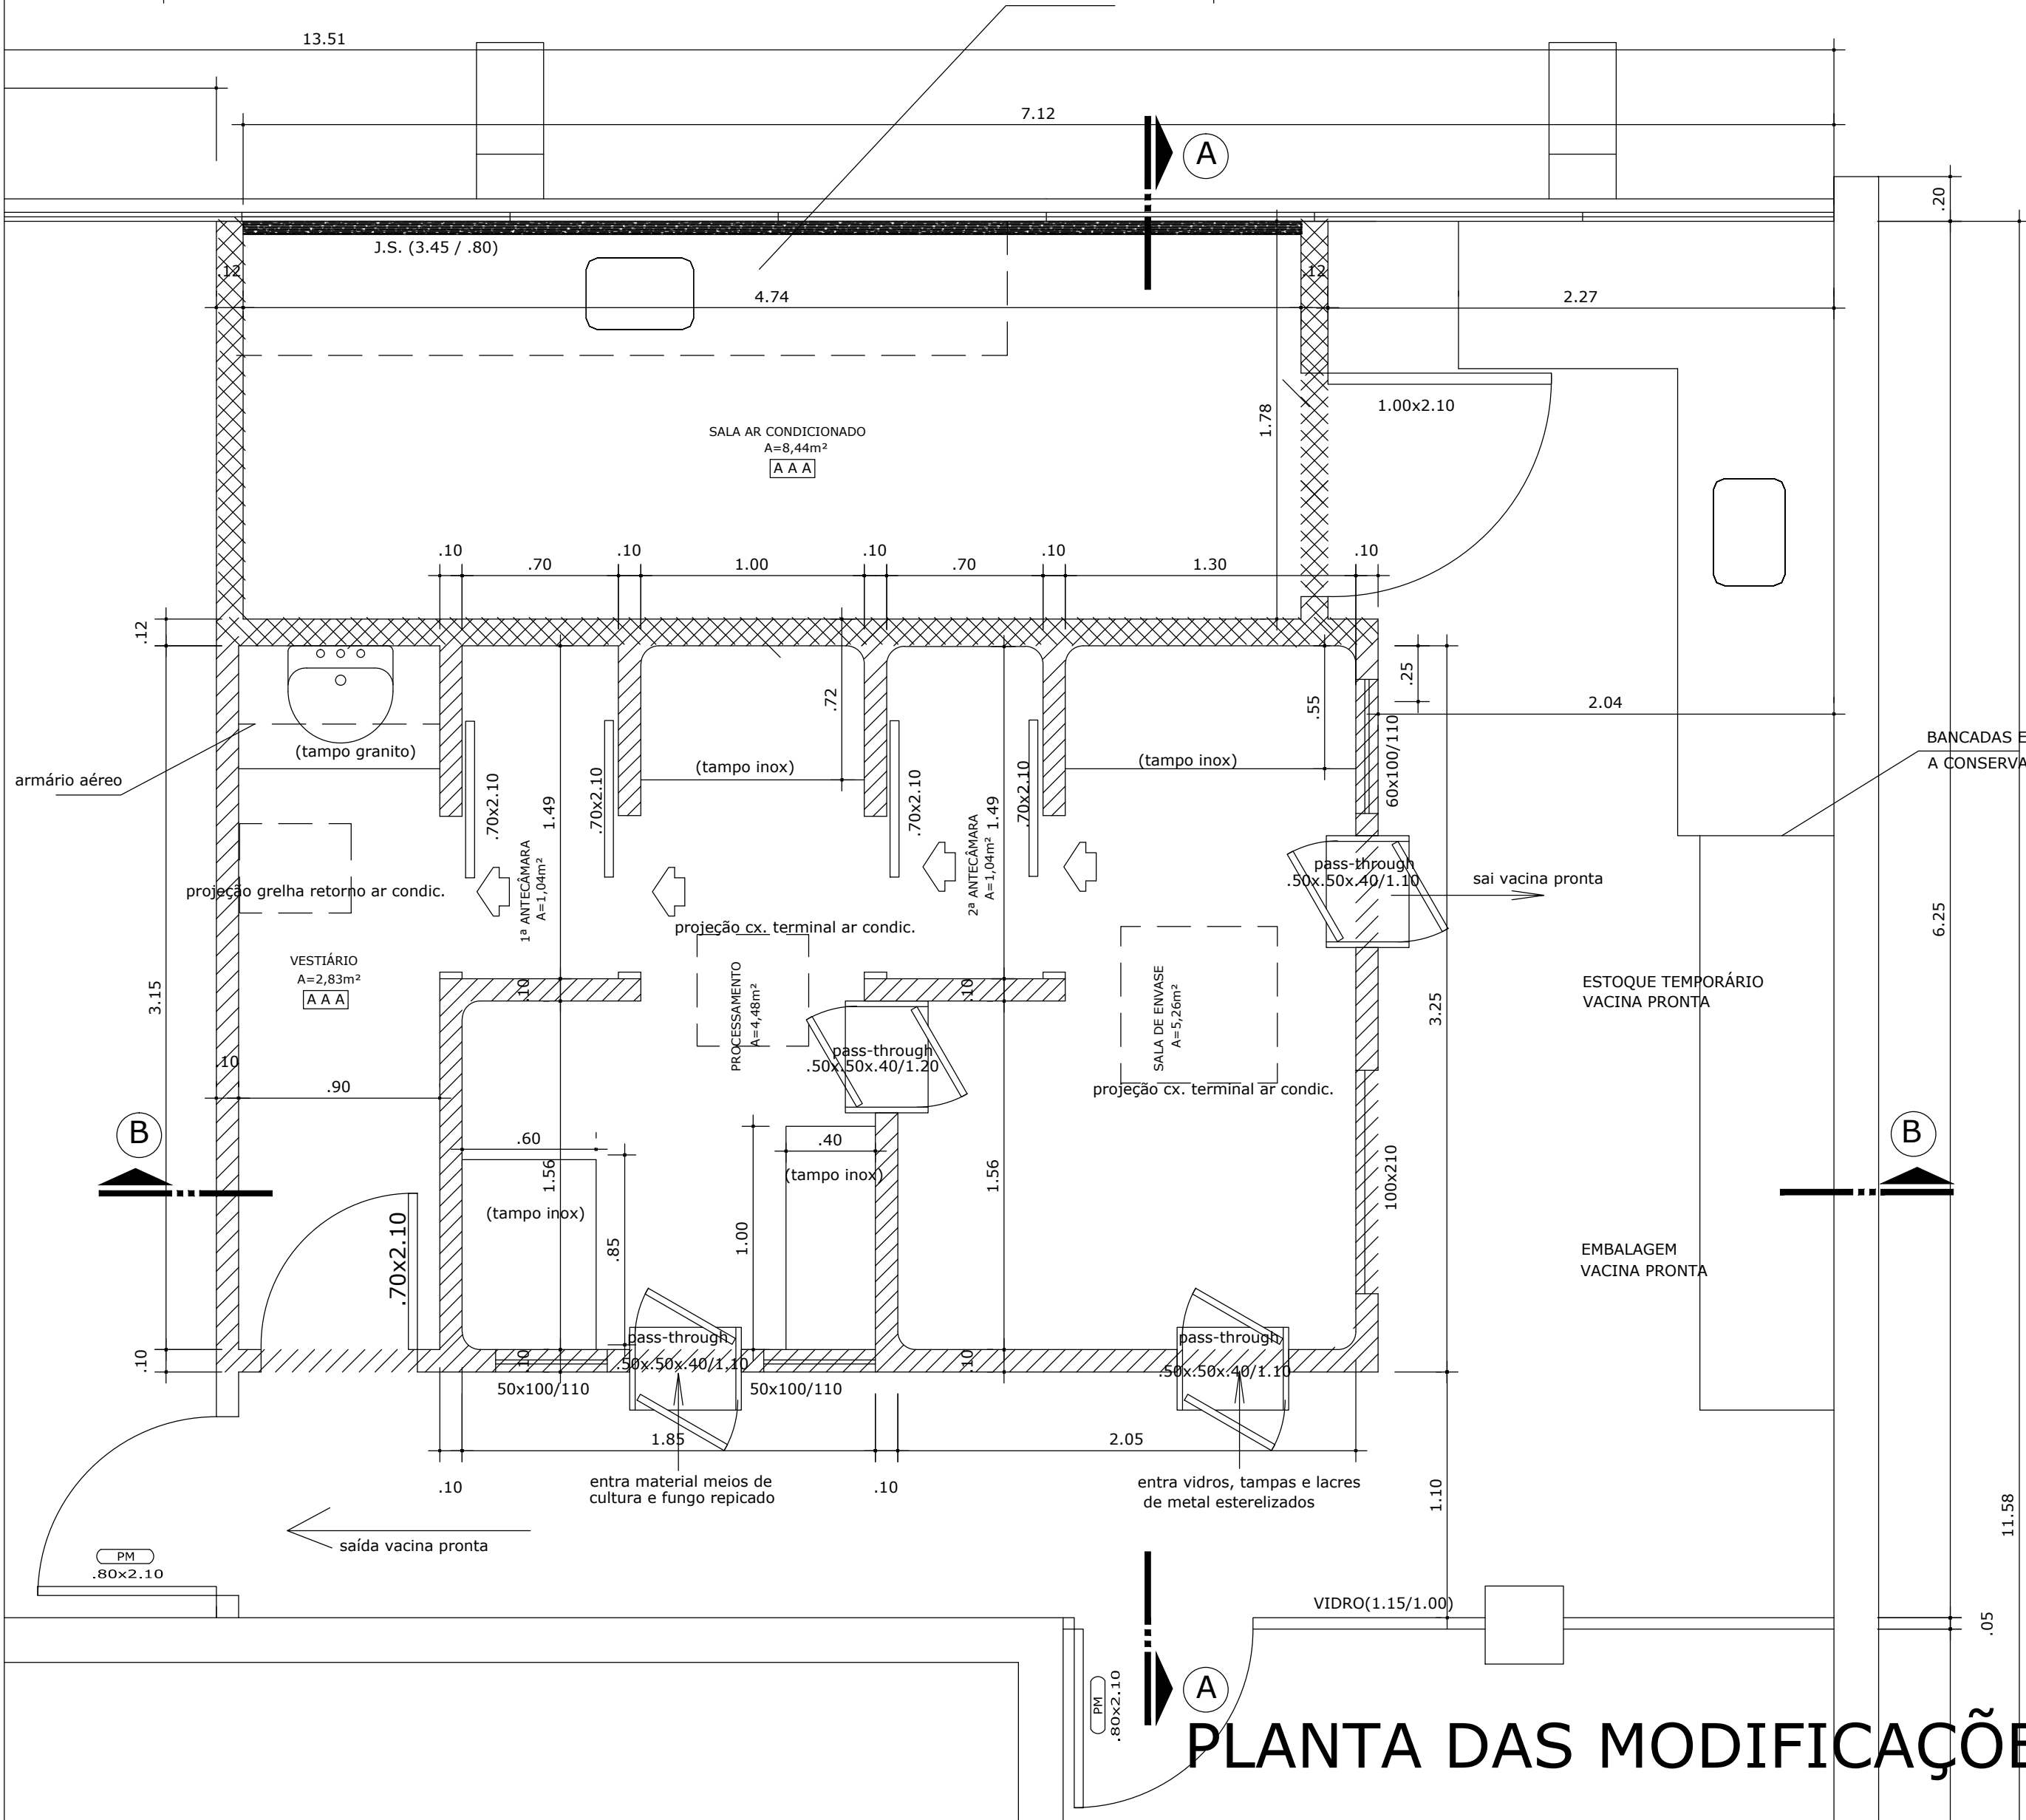 13.51
7.12
A
.20
J.S. (3.45 / .80)
.12
.12
4.74
2.27
1.00x2.10
1.78
SALA AR CONDICIONADO
A=8,44m²
A A A
.10
.70
.10
1.00
.10
.70
.10
1.30
.10
.12
.72
.55
.25
2.04
60x100/110
(tampo granito)
(tampo inox)
(tampo inox)
armário aéreo
BANCADAS E
A CONSERVA
.70x2.10
1.49
.70x2.10
.70x2.10
1.49
.70x2.10
1ª ANTECÂMARA
A=1,04m²
2ª ANTECÂMARA
A=1,04m²
pass-through
.50x.50x.40/1.10
sai vacina pronta
projeção grelha retorno ar condic.
projeção cx. terminal ar condic.
6.25
VESTIÁRIO
A=2,83m²
A A A
3.15
.10
.10
PROCESSAMENTO
A=4,48m²
SALA DE ENVASE
A=5,26m²
ESTOQUE TEMPORÁRIO
VACINA PRONTA
3.25
pass-through
.50x.50x.40/1.20
projeção cx. terminal ar condic.
.10
.90
B
.60
.40
B
1.56
(tampo inox)
1.56
100x210
(tampo inox)
.70x2.10
.85
1.00
EMBALAGEM
VACINA PRONTA
.10
.10
pass-through
.50x.50x.40/1.10
.10
pass-through
.50x.50x.40/1.10
50x100/110
50x100/110
1.85
2.05
.10
.10
entra material meios de
cultura e fungo repicado
entra vidros, tampas e lacres
de metal esterelizados
1.10
11.58
saída vacina pronta
PM
.80x2.10
VIDRO(1.15/1.00)
.05
PM
.80x2.10
A
PLANTA DAS MODIFICAÇÕE